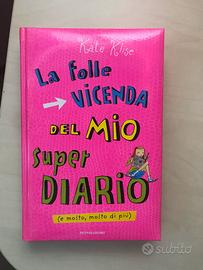 Kate Klise
La folle
VICENDA
DEL MIO
super
DIARIO
(e molto, molto di più)
MONDADORI
subito